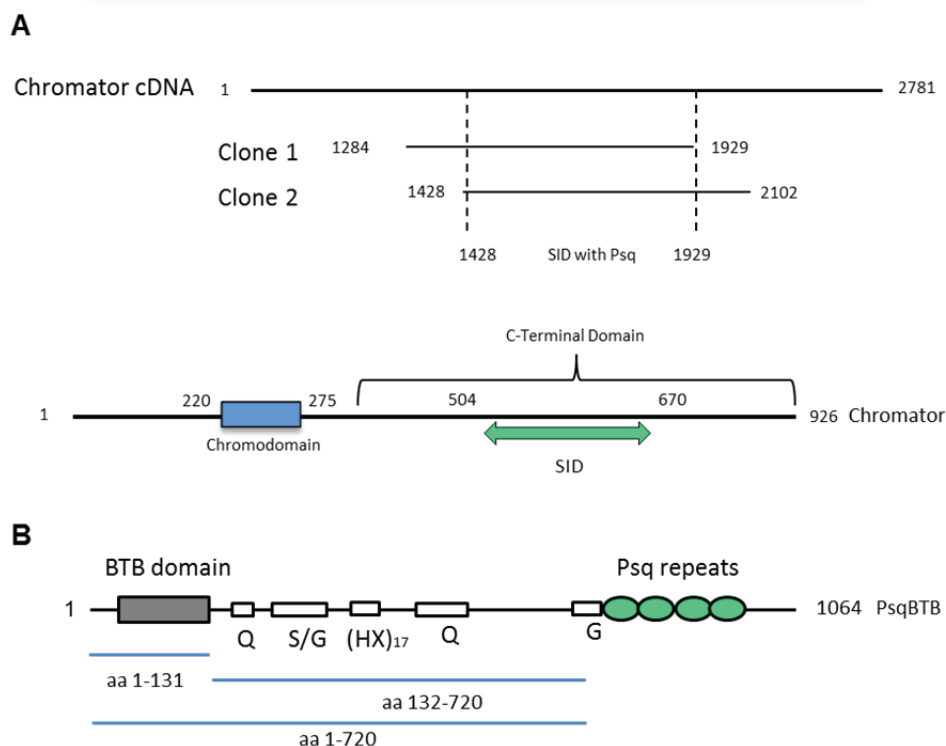 A
Chromator cDNA 1 2781
Clone 1 1284 1929
Clone 2 1428 2102
1428 SID with Psq 1929
C-Terminal Domain
220 275 504 670
1 926 Chromator
Chromodomain
SID
B
BTB domain Psq repeats
1 1064 PsqBTB
Q S/G (HX)17 Q G
aa 1-131
aa 132-720
aa 1-720